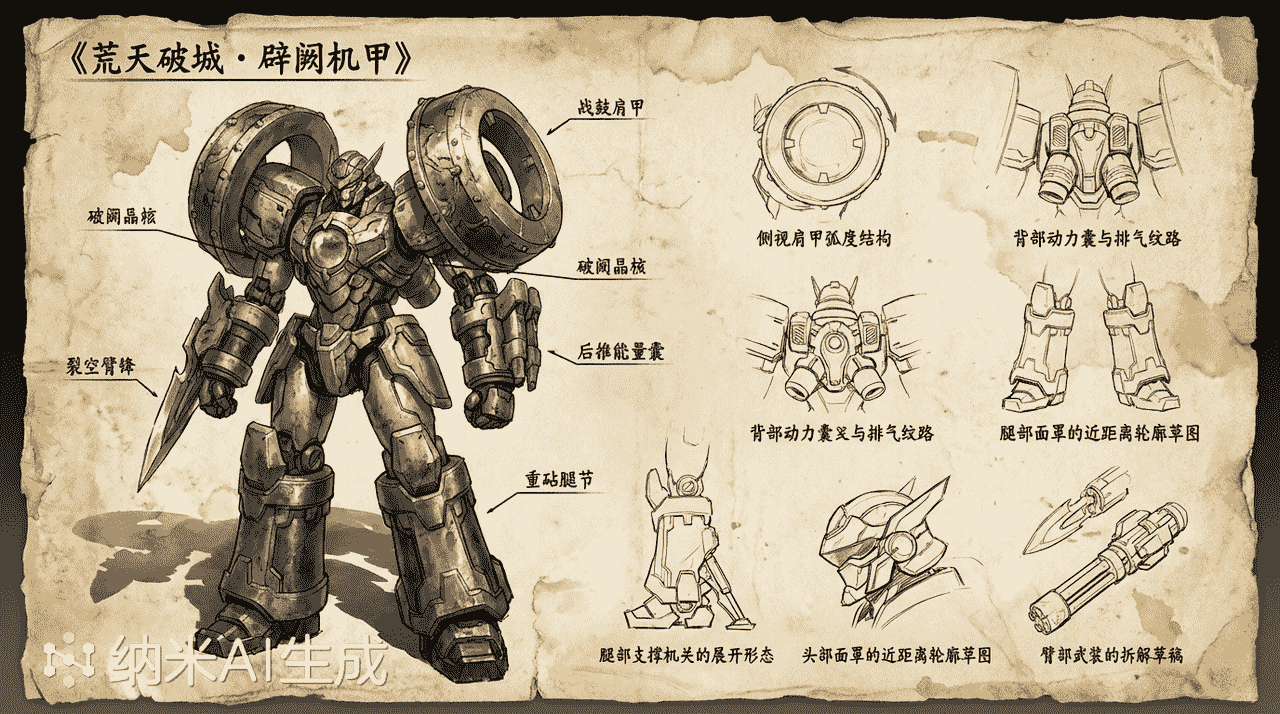 《荒天破城·辟阙机甲》
战鼓肩甲
破阙晶核
破阙晶核
后推能量囊
裂空臂锋
重砧腿节
侧视肩甲弧度结构
背部动力囊与排气纹路
背部动力囊叉与排气纹路
腿部面罩的近距离轮廓草图
腿部支撑机关的展开形态
头部面罩的近距离轮廓草图
臂部武装的拆解草稿
纳米AI生成